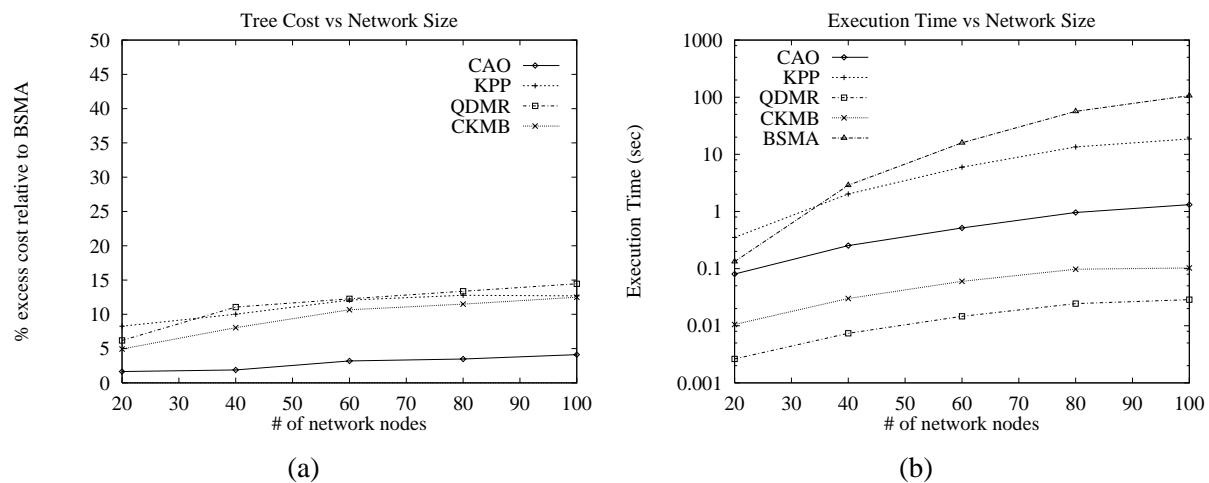 Tree Cost vs Network Size
% excess cost relative to BSMA
50
45
40
35
30
25
20
15
10
5
0
CAO
KPP
QDMR
CKMB
20 30 40 50 60 70 80 90 100
# of network nodes
(a)
Execution Time vs Network Size
Execution Time (sec)
1000
100
10
1
0.1
0.01
0.001
CAO
KPP
QDMR
CKMB
BSMA
20 30 40 50 60 70 80 90 100
# of network nodes
(b)